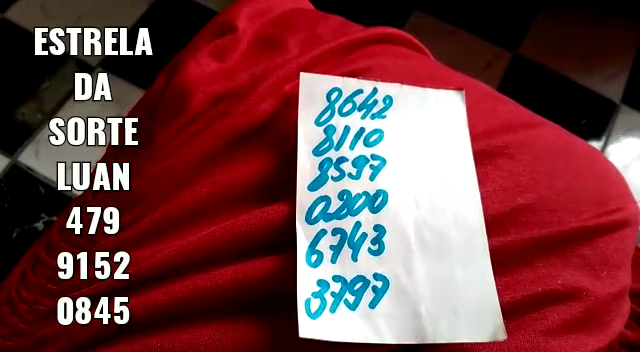 ESTRELA
DA
SORTE
LUAN
479
9152
0845
8642
8110
8597
0200
6743
3797